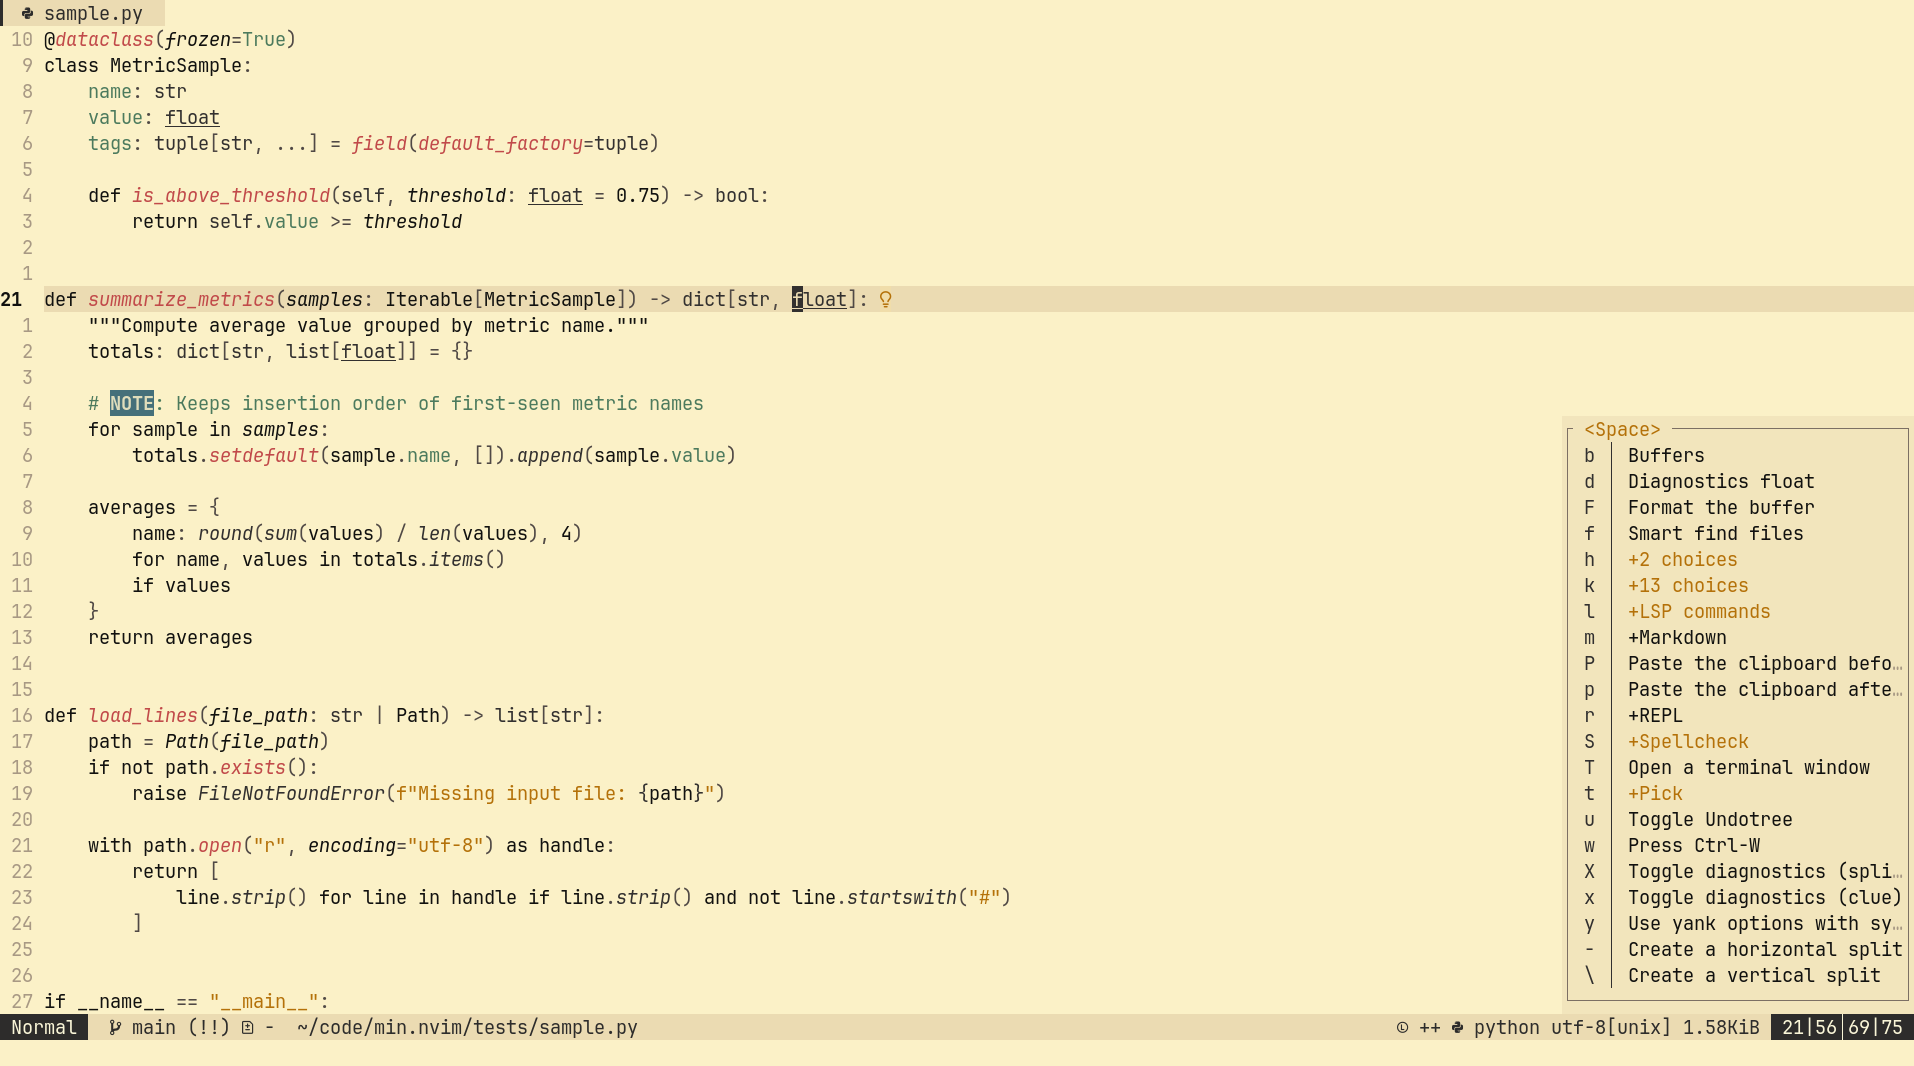 sample.py
10 @dataclass(frozen=True)
9 class MetricSample:
8     name: str
7     value: float
6     tags: tuple[str, ...] = field(default_factory=tuple)
5
4     def is_above_threshold(self, threshold: float = 0.75) -> bool:
3         return self.value >= threshold
2
1
21 def summarize_metrics(samples: Iterable[MetricSample]) -> dict[str, float]:
1     """Compute average value grouped by metric name."""
2     totals: dict[str, list[float]] = {}
3
4     # NOTE: Keeps insertion order of first-seen metric names
5     for sample in samples:
6         totals.setdefault(sample.name, []).append(sample.value)
7
8     averages = {
9         name: round(sum(values) / len(values), 4)
10         for name, values in totals.items()
11         if values
12     }
13     return averages
14
15
16 def load_lines(file_path: str | Path) -> list[str]:
17     path = Path(file_path)
18     if not path.exists():
19         raise FileNotFoundError(f"Missing input file: {path}")
20
21     with path.open("r", encoding="utf-8") as handle:
22         return [
23             line.strip() for line in handle if line.strip() and not line.startswith("#")
24         ]
25
26
27 if __name__ == "__main__":
<Space>
b │ Buffers
d │ Diagnostics float
F │ Format the buffer
f │ Smart find files
h │ +2 choices
k │ +13 choices
l │ +LSP commands
m │ +Markdown
P │ Paste the clipboard befo…
p │ Paste the clipboard afte…
r │ +REPL
S │ +Spellcheck
T │ Open a terminal window
t │ +Pick
u │ Toggle Undotree
w │ Press Ctrl-W
X │ Toggle diagnostics (spli…
x │ Toggle diagnostics (clue)
y │ Use yank options with sy…
- │ Create a horizontal split
\ │ Create a vertical split
Normal main (!!) - ~/code/min.nvim/tests/sample.py ++ python utf-8[unix] 1.58KiB 21|56 69|75